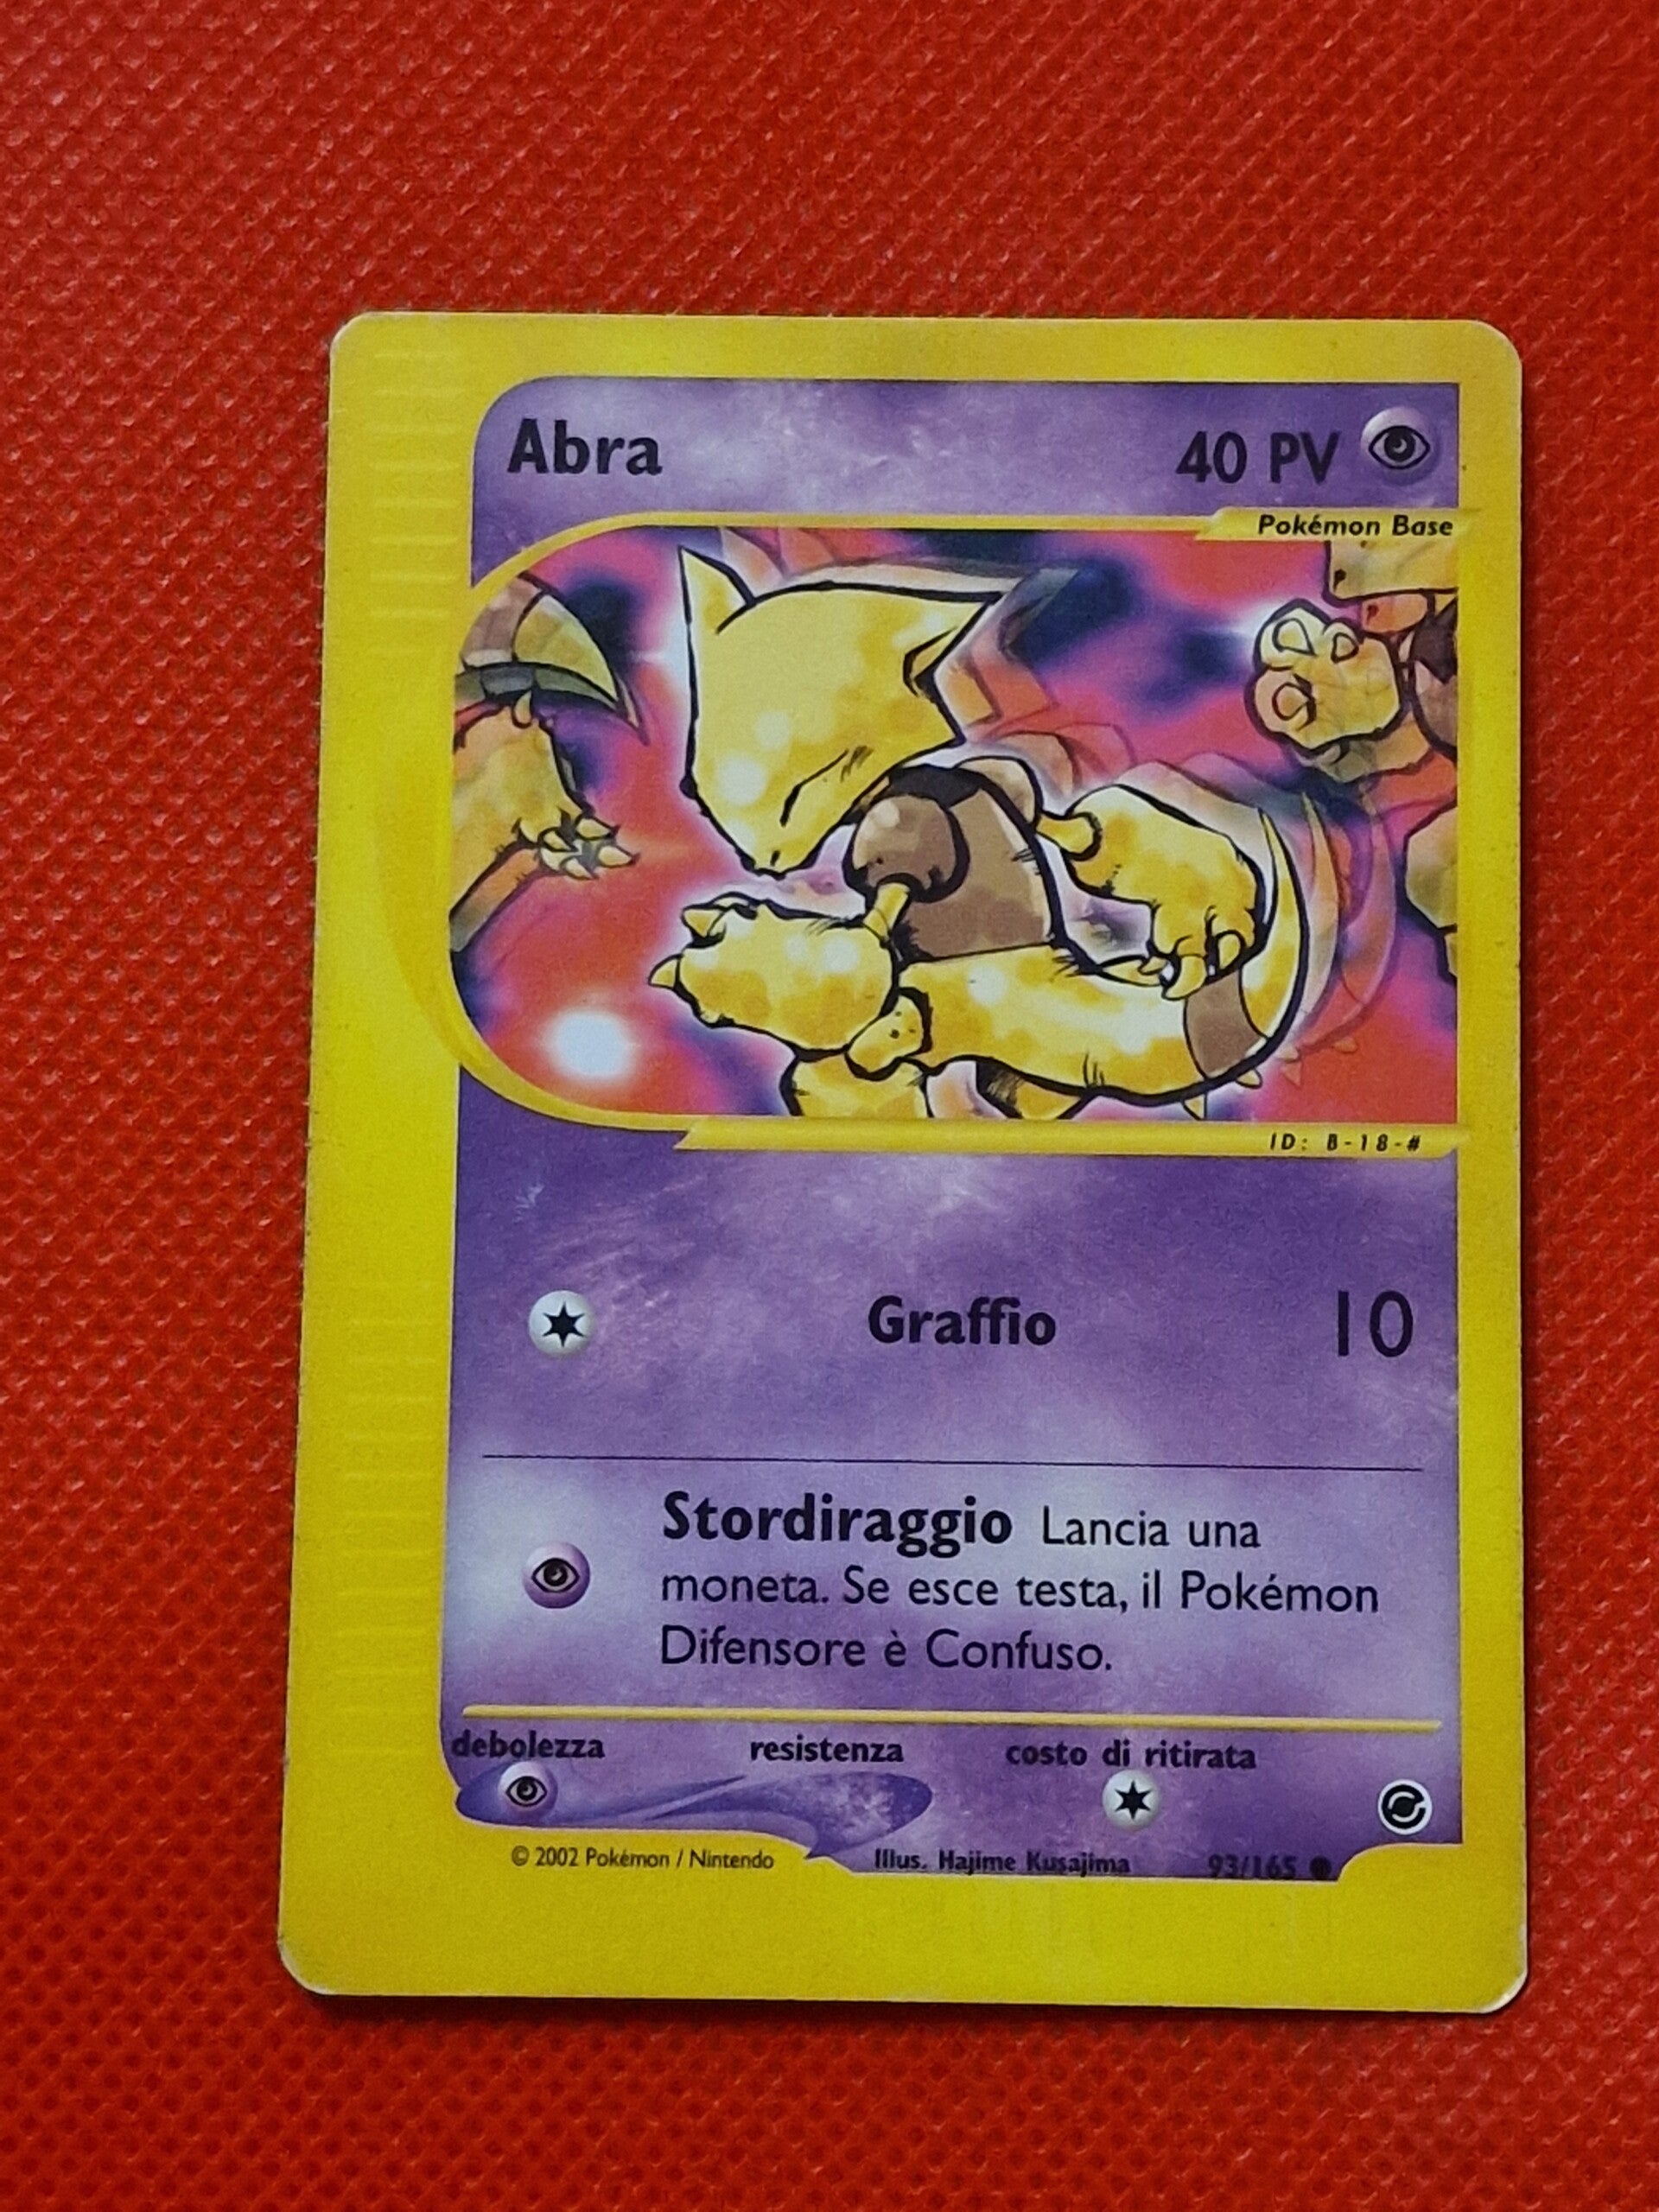 Abra 40 PV
Pokémon Base
ID: B-18-#
Graffio 10
Stordiraggio Lancia una
moneta. Se esce testa, il Pokémon
Difensore è Confuso.
debolezza resistenza costo di ritirata
© 2002 Pokémon / Nintendo Illus. Hajime Kusajima 93/165